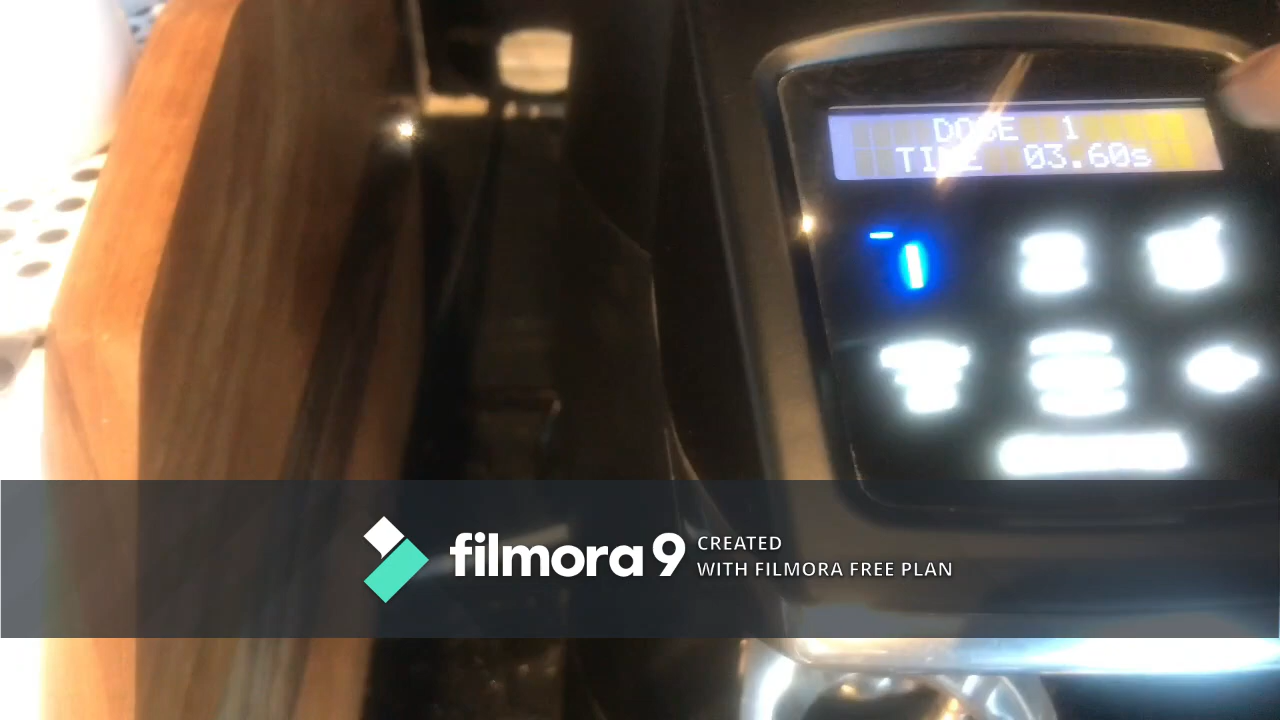 DOSE 1
TIME 03.60s
filmora 9
CREATED
WITH FILMORA FREE PLAN